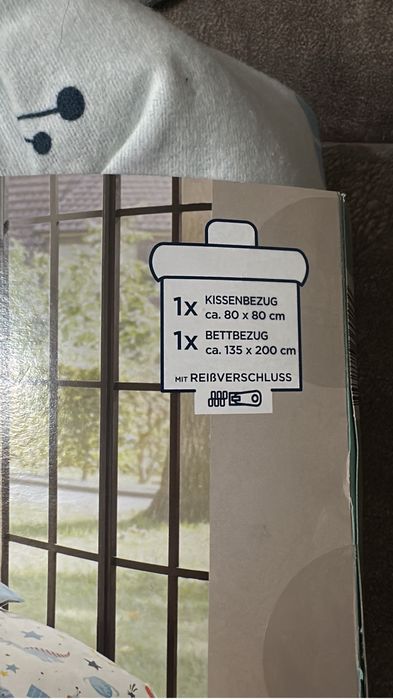 1x KISSENBEZUG
ca. 80 x 80 cm
1x BETTBEZUG
ca. 135 x 200 cm
MIT REIßVERSCHLUSS